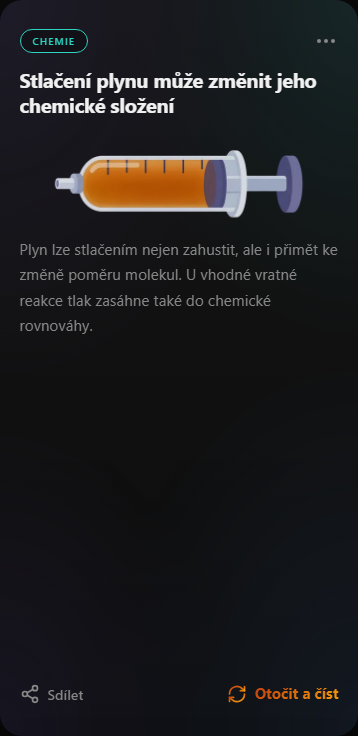 CHEMIE
Stlačení plynu může změnit jeho
chemické složení
Plyn lze stlačením nejen zahustit, ale i přimět ke
změně poměru molekul. U vhodné vratné
reakce tlak zasáhne také do chemické
rovnováhy.
Sdílet
Otočit a číst